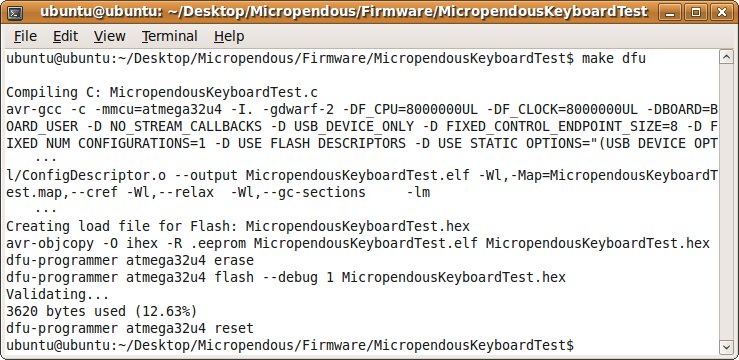 ubuntu@ubuntu: ~/Desktop/Micropendous/Firmware/MicropendousKeyboardTest
File Edit View Terminal Help
ubuntu@ubuntu:~/Desktop/Micropendous/Firmware/MicropendousKeyboardTest$ make dfu
Compiling C: MicropendousKeyboardTest.c
avr-gcc -c -mmcu=atmega32u4 -I. -gdwarf-2 -DF_CPU=8000000UL -DF_CLOCK=8000000UL -DBOARD=B
OARD_USER -D NO_STREAM_CALLBACKS -D USB_DEVICE_ONLY -D FIXED_CONTROL_ENDPOINT_SIZE=8 -D F
IXED_NUM_CONFIGURATIONS=1 -D USE_FLASH_DESCRIPTORS -D USE_STATIC_OPTIONS="(USB_DEVICE_OPT
...
l/ConfigDescriptor.o --output MicropendousKeyboardTest.elf -Wl,-Map=MicropendousKeyboardT
est.map,--cref -Wl,--relax  -Wl,--gc-sections     -lm
...
Creating load file for Flash: MicropendousKeyboardTest.hex
avr-objcopy -O ihex -R .eeprom MicropendousKeyboardTest.elf MicropendousKeyboardTest.hex
dfu-programmer atmega32u4 erase
dfu-programmer atmega32u4 flash --debug 1 MicropendousKeyboardTest.hex
Validating...
3620 bytes used (12.63%)
dfu-programmer atmega32u4 reset
ubuntu@ubuntu:~/Desktop/Micropendous/Firmware/MicropendousKeyboardTest$